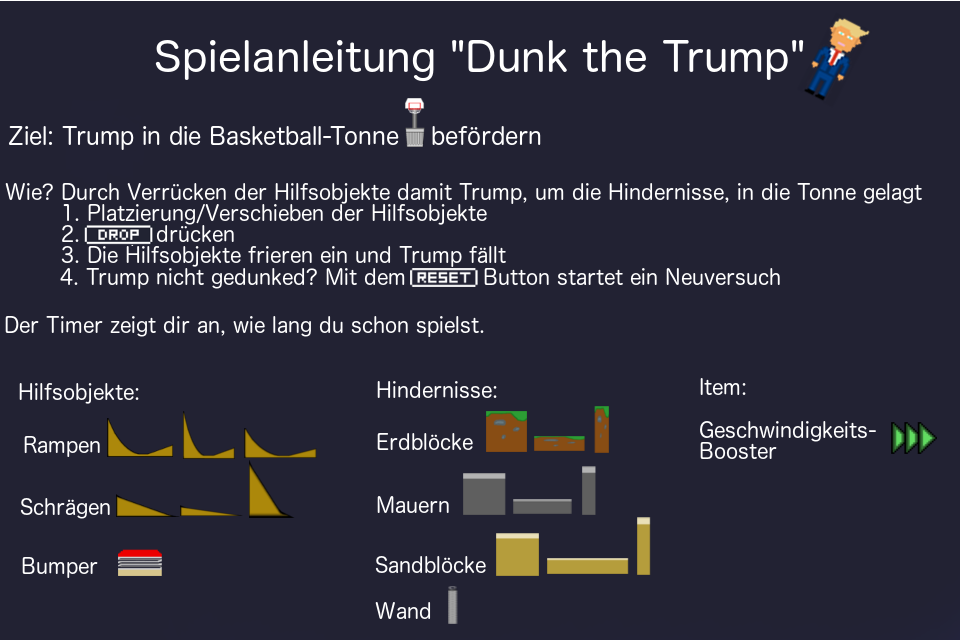 Spielanleitung "Dunk the Trump"
Ziel: Trump in die Basketball-Tonne befördern
Wie? Durch Verrücken der Hilfsobjekte damit Trump, um die Hindernisse, in die Tonne gelagt
1. Platzierung/Verschieben der Hilfsobjekte
2. DROP drücken
3. Die Hilfsobjekte frieren ein und Trump fällt
4. Trump nicht gedunked? Mit dem RESET Button startet ein Neuversuch
Der Timer zeigt dir an, wie lang du schon spielst.
Hilfsobjekte:
Rampen
Schrägen
Bumper
Hindernisse:
Erdblöcke
Mauern
Sandblöcke
Wand
Item:
Geschwindigkeits-
Booster